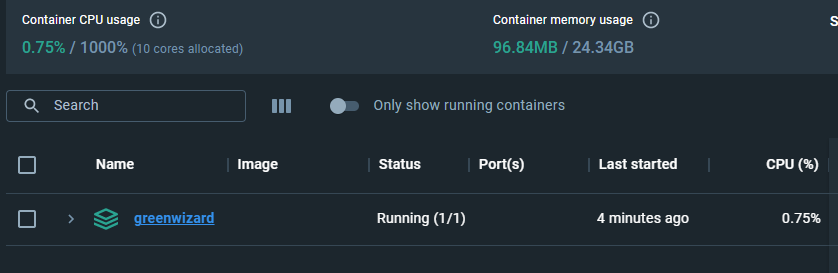 Container CPU usage
0.75% / 1000% (10 cores allocated)
Container memory usage
96.84MB / 24.34GB
S
Search
Only show running containers
Name Image Status Port(s) Last started CPU (%)
greenwizard Running (1/1) 4 minutes ago 0.75%